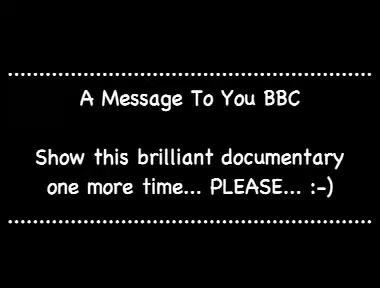 A Message To You BBC
Show this brilliant documentary
one more time... PLEASE... :-)